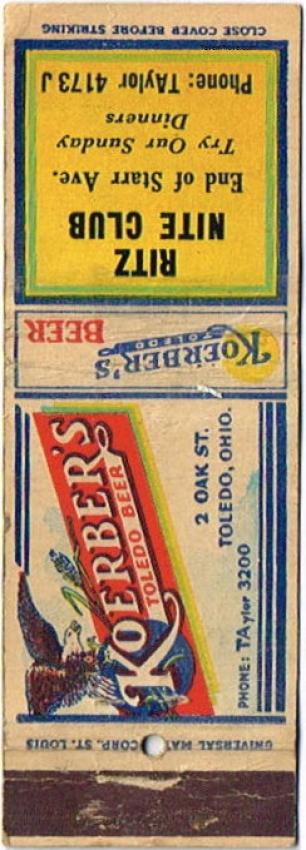 CLOSE COVER BEFORE STRIKING
RITZ
NITE CLUB
End of Starr Ave.
Try Our Sunday
Dinners
Phone: TAylor 4173 J
KOERBER'S
TOLEDO
BEER
KOERBER'S
TOLEDO BEER
2 OAK ST.
TOLEDO, OHIO.
PHONE: TAylor 3200
UNIVERSAL CORP. ST. LOUIS